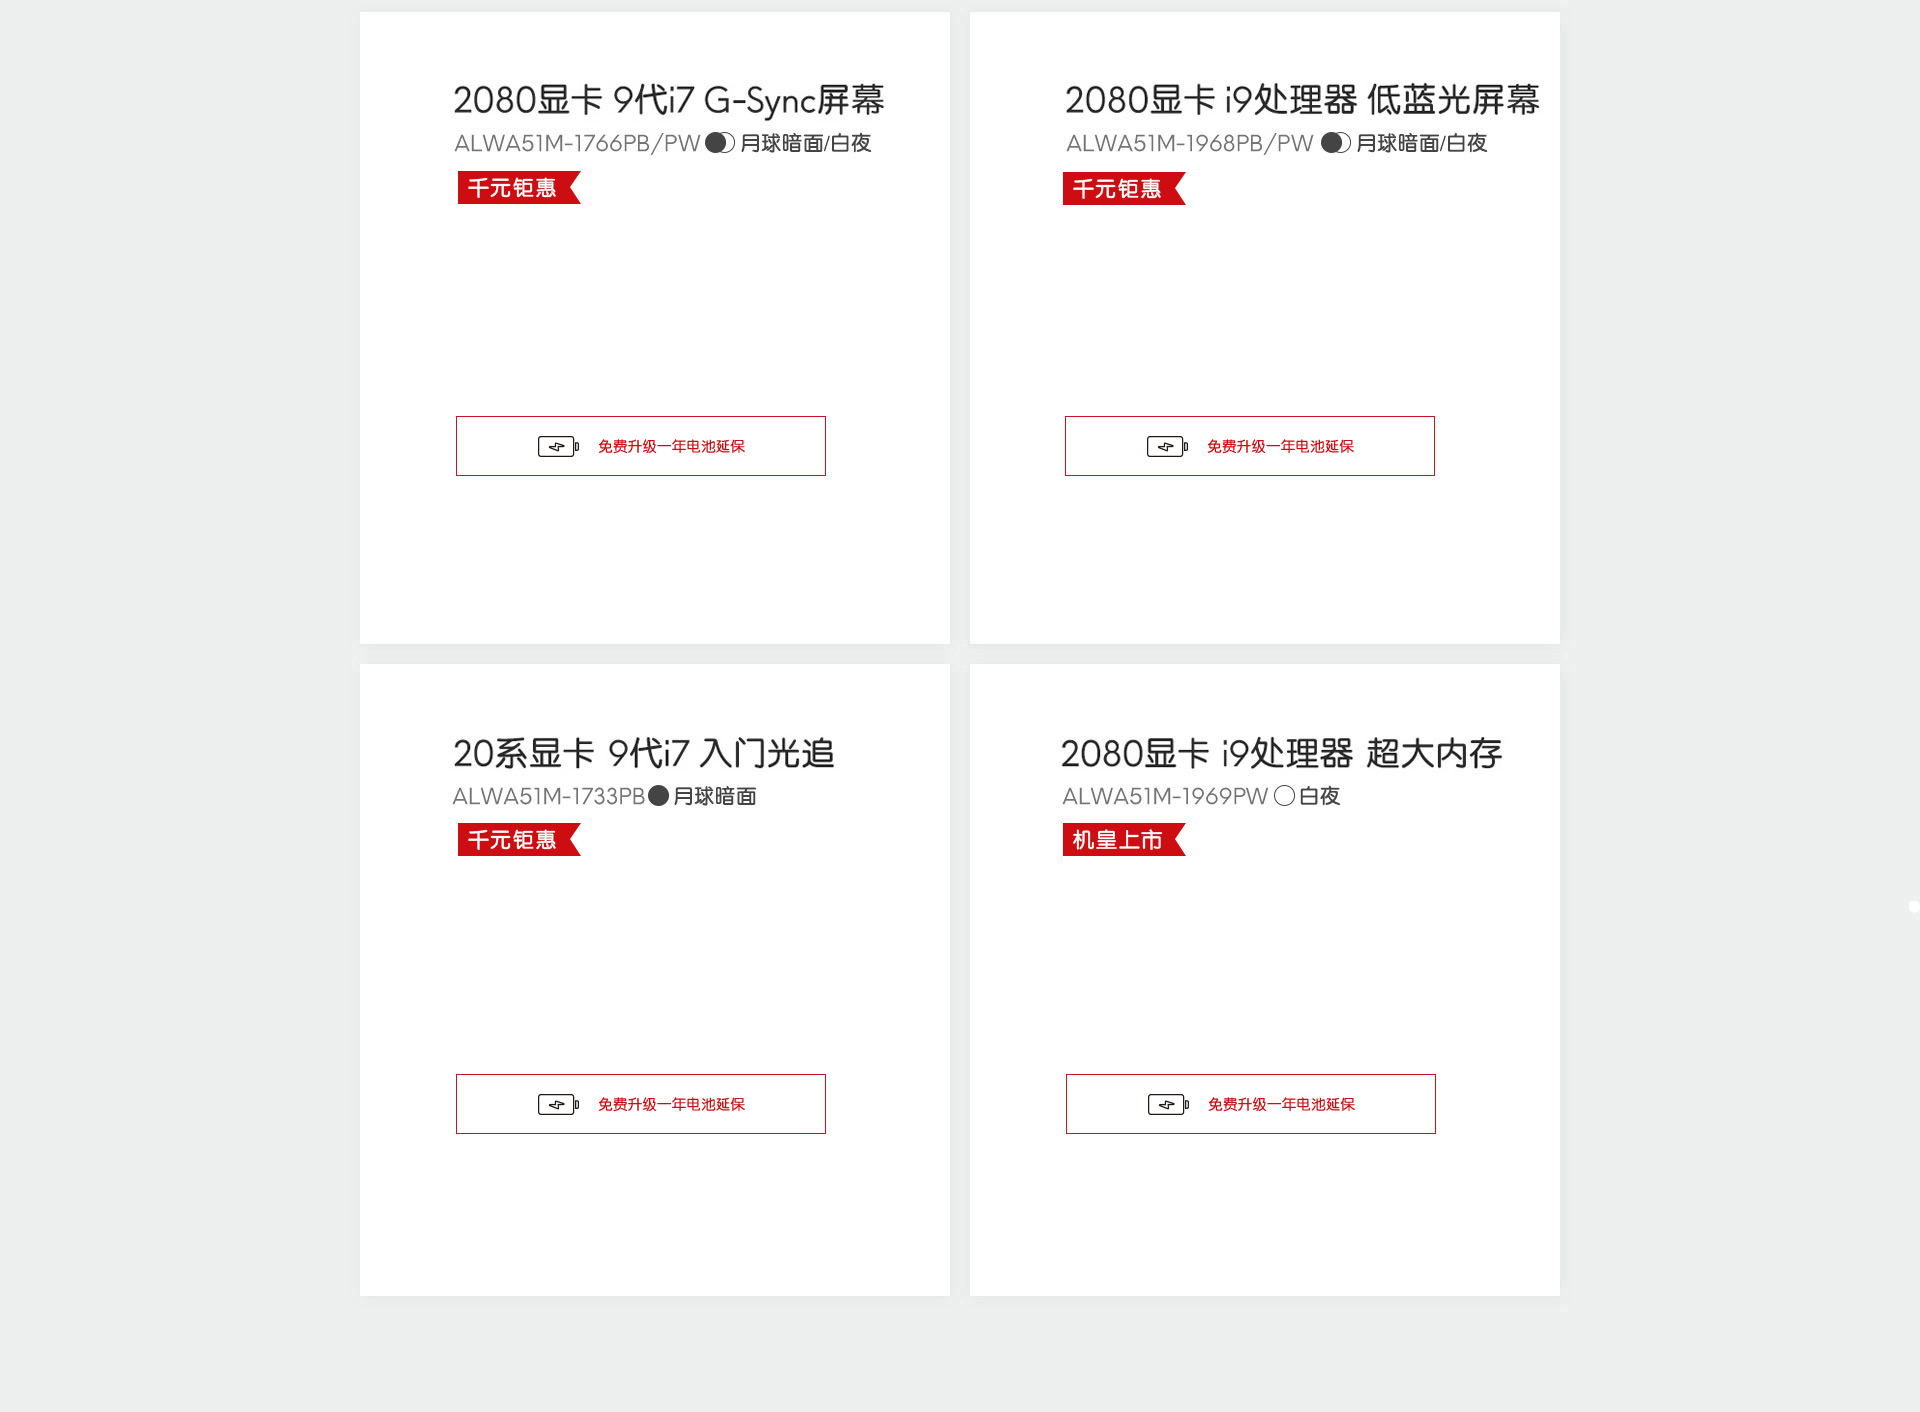 2080显卡 9代i7 G-Sync屏幕
ALWA51M-1766PB/PW 月球暗面/白夜
千元钜惠
免费升级一年电池延保
2080显卡 i9处理器 低蓝光屏幕
ALWA51M-1968PB/PW 月球暗面/白夜
千元钜惠
免费升级一年电池延保
20系显卡 9代i7 入门光追
ALWA51M-1733PB 月球暗面
千元钜惠
免费升级一年电池延保
2080显卡 i9处理器 超大内存
ALWA51M-1969PW 白夜
机皇上市
免费升级一年电池延保